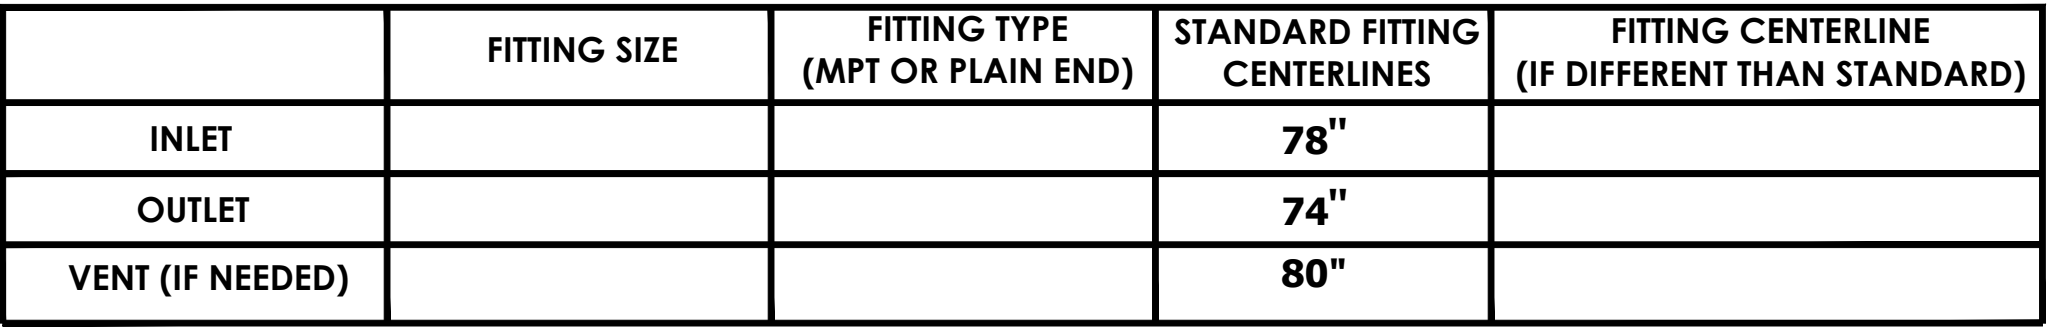 FITTING SIZE
FITTING TYPE
(MPT OR PLAIN END)
STANDARD FITTING
CENTERLINES
FITTING CENTERLINE
(IF DIFFERENT THAN STANDARD)
INLET
78"
OUTLET
74"
VENT (IF NEEDED)
80"